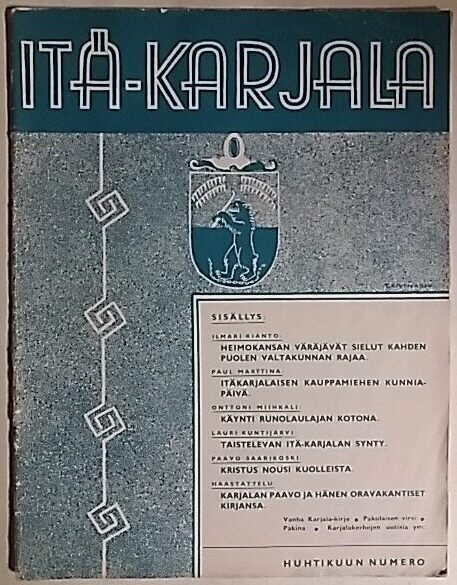 ITÄ-KARJALA
SISÄLLYS:
ILMARI KIANTO:
HEIMOKANSAN VÄRÄJÄVÄT SIELUT KAHDEN
PUOLEN VALTAKUNNAN RAJAA.
PAUL MARTTINA:
ITÄKARJALAISEN KAUPPAMIEHEN KUNNIA-
PÄIVÄ.
ONTTONI MIIHKALI:
KÄYNTI RUNOLAULAJAN KOTONA.
LAURI KUNTIJÄRVI:
TAISTELEVAN ITÄ-KARJALAN SYNTY.
PAAVO SAARIKOSKI:
KRISTUS NOUSI KUOLLEISTA.
HAASTATTELU:
KARJALAN PAAVO JA HÄNEN ORAVAKANTISET
KIRJANSA.
Vanha Karjala-kirje • Pakolaisen virsi •
Pakina • Karjalakerhojen uutisia ym.
HUHTIKUUN NUMERO